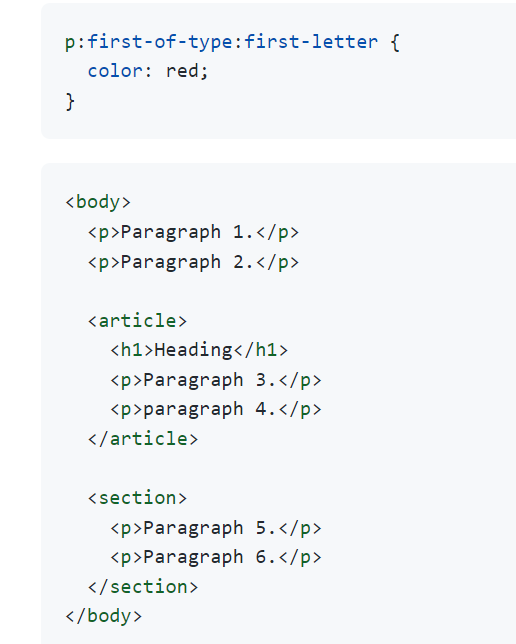 p:first-of-type:first-letter {
  color: red;
}
<body>
  <p>Paragraph 1.</p>
  <p>Paragraph 2.</p>
  <article>
    <h1>Heading</h1>
    <p>Paragraph 3.</p>
    <p>paragraph 4.</p>
  </article>
  <section>
    <p>Paragraph 5.</p>
    <p>Paragraph 6.</p>
  </section>
</body>